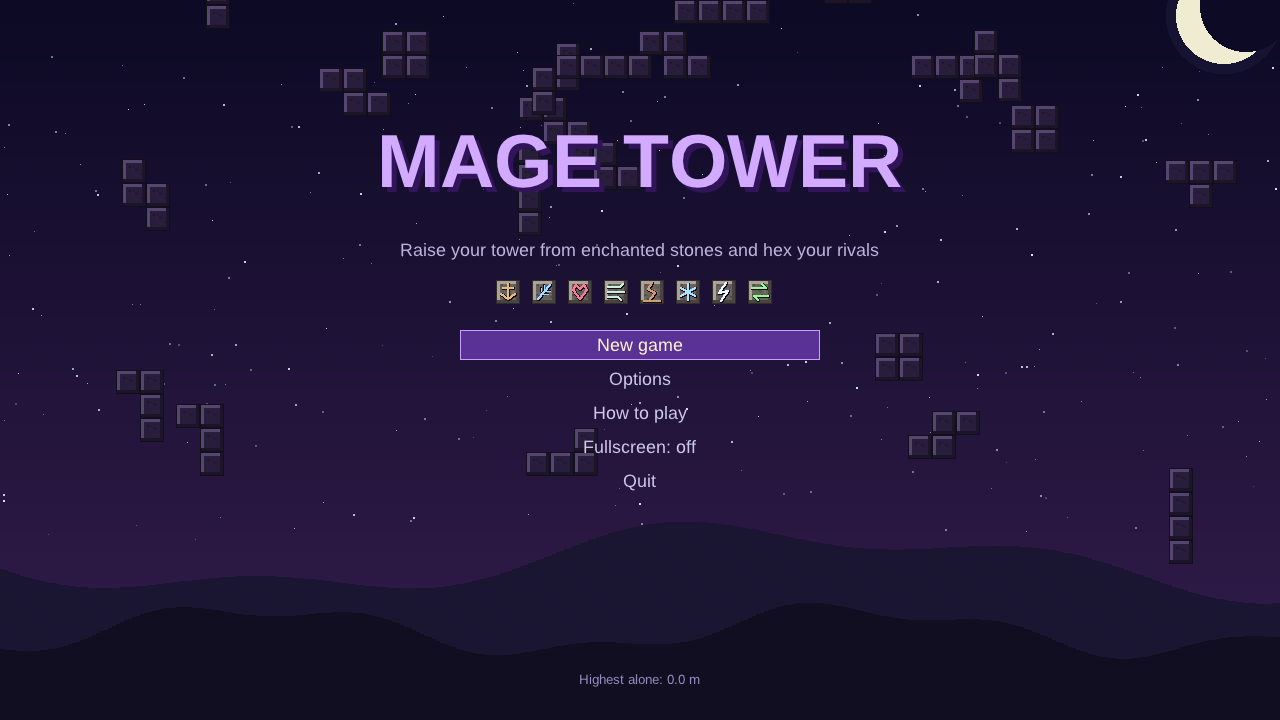 MAGE TOWER
Raise your tower from enchanted stones and hex your rivals
New game
Options
How to play
Fullscreen: off
Quit
Highest alone: 0.0 m